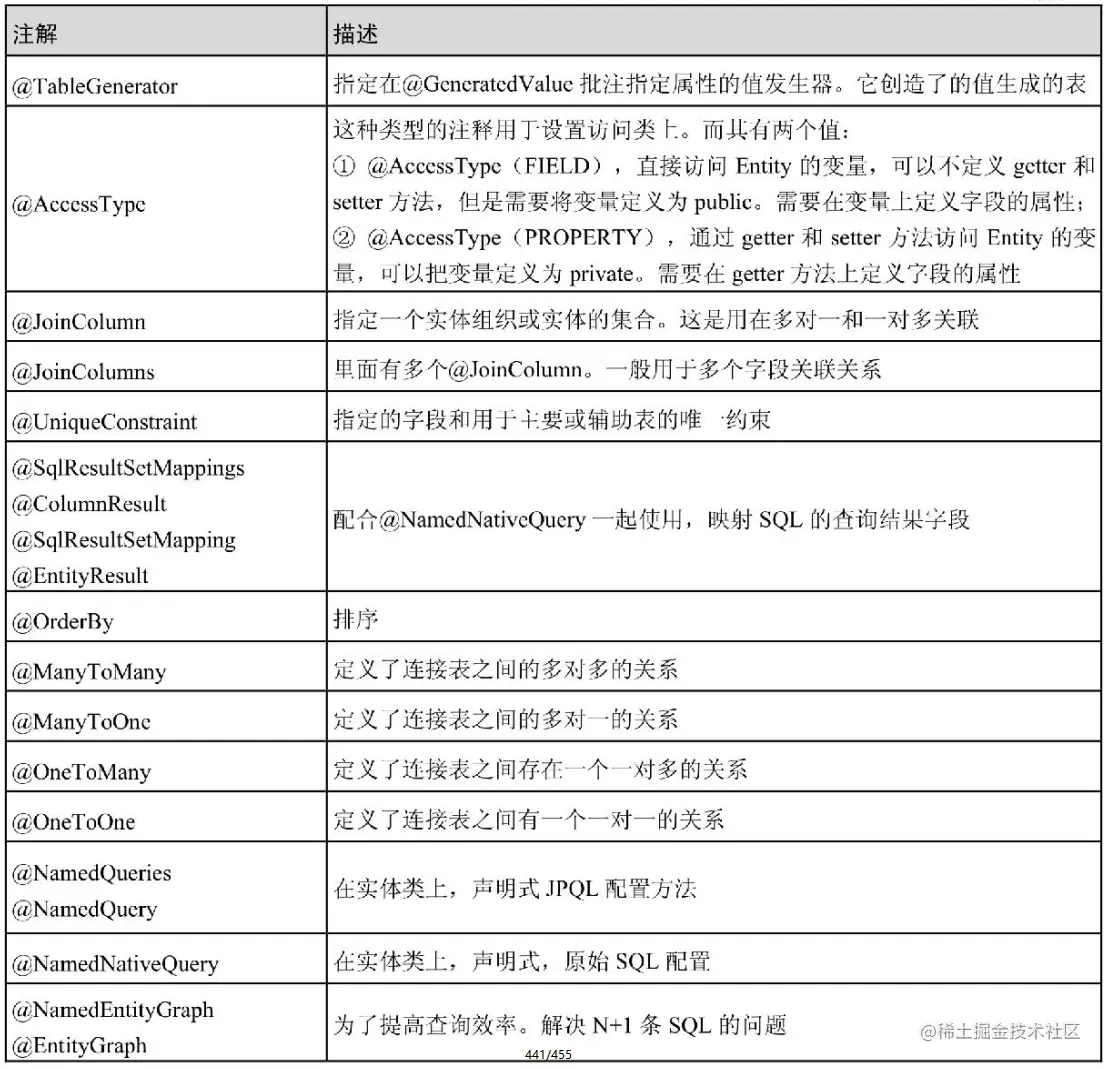 注解 描述
@TableGenerator 指定在@GeneratedValue 批注指定属性的值发生器。它创造了的值生成的表
这种类型的注释用于设置访问类上。而其有两个值：
① @AccessType（FIELD），直接访问 Entity 的变量，可以不定义 getter 和
@AccessType setter 方法，但是需要将变量定义为 public。需要在变量上定义字段的属性；
② @AccessType（PROPERTY），通过 getter 和 setter 方法访问 Entity 的变
量，可以把变量定义为 private。需要在 getter 方法上定义字段的属性
@JoinColumn 指定一个实体组织或实体的集合。这是用在多对一和一对多关联
@JoinColumns 里面有多个@JoinColumn。一般用于多个字段关联关系
@UniqueConstraint 指定的字段和用于主要或辅助表的唯一约束
@SqlResultSetMappings
@ColumnResult
@SqlResultSetMapping
@EntityResult
配合@NamedNativeQuery 一起使用，映射 SQL 的查询结果字段
@OrderBy 排序
@ManyToMany 定义了连接表之间的多对多的关系
@ManyToOne 定义了连接表之间的多对一的关系
@OneToMany 定义了连接表之间存在一个一对多的关系
@OneToOne 定义了连接表之间有一个一对一的关系
@NamedQueries
@NamedQuery
在实体类上，声明式 JPQL 配置方法
@NamedNativeQuery 在实体类上，声明式，原始 SQL 配置
@NamedEntityGraph
@EntityGraph
为了提高查询效率。解决 N+1 条 SQL 的问题
@稀土掘金技术社区
441/455